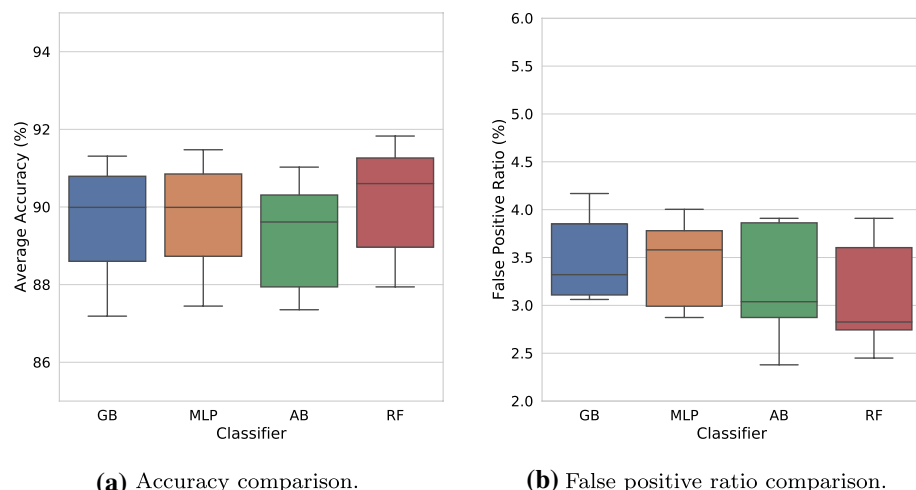 94
92
90
88
86
Average Accuracy (%)
GB MLP AB RF
Classifier
(a) Accuracy comparison.
6.0
5.5
5.0
4.5
4.0
3.5
3.0
2.5
2.0
False Positive Ratio (%)
GB MLP AB RF
Classifier
(b) False positive ratio comparison.